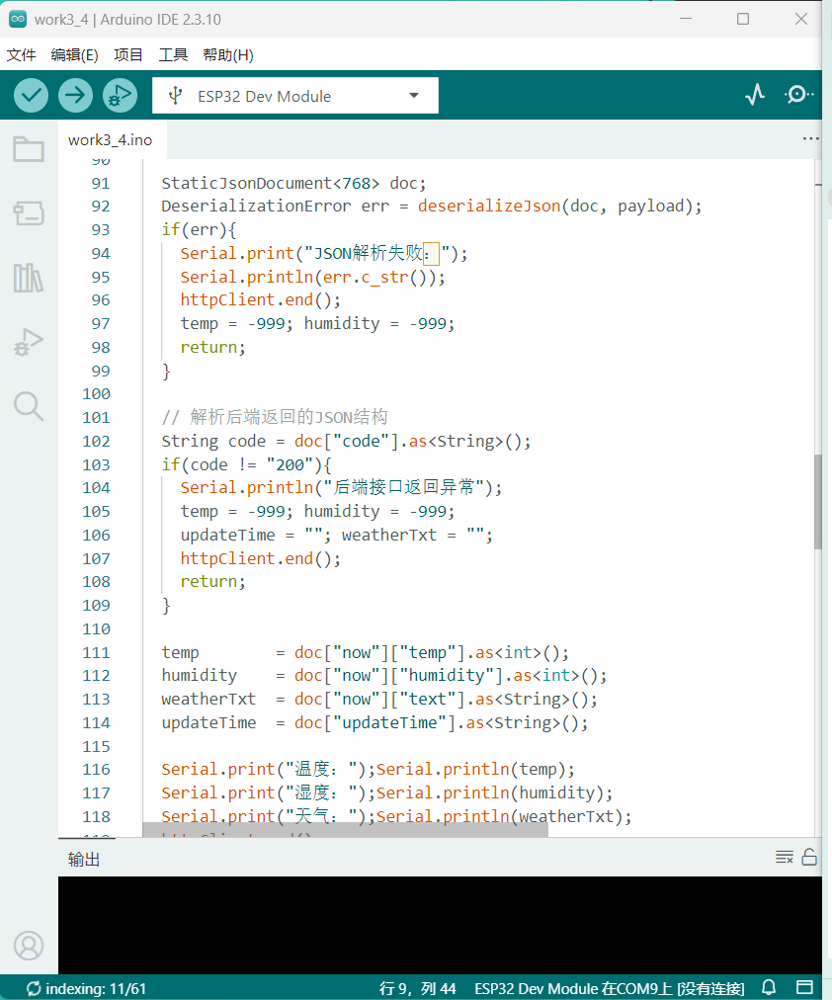 work3_4 | Arduino IDE 2.3.10
文件 编辑(E) 项目 工具 帮助(H)
ESP32 Dev Module
work3_4.ino
90
91 StaticJsonDocument<768> doc;
92 DeserializationError err = deserializeJson(doc, payload);
93 if(err){
94 Serial.print("JSON解析失败：");
95 Serial.println(err.c_str());
96 httpClient.end();
97 temp = -999; humidity = -999;
98 return;
99 }
100
101 // 解析后端返回的JSON结构
102 String code = doc["code"].as<String>();
103 if(code != "200"){
104 Serial.println("后端接口返回异常");
105 temp = -999; humidity = -999;
106 updateTime = ""; weatherTxt = "";
107 httpClient.end();
108 return;
109 }
110
111 temp = doc["now"]["temp"].as<int>();
112 humidity = doc["now"]["humidity"].as<int>();
113 weatherTxt = doc["now"]["text"].as<String>();
114 updateTime = doc["updateTime"].as<String>();
115
116 Serial.print("温度：");Serial.println(temp);
117 Serial.print("湿度：");Serial.println(humidity);
118 Serial.print("天气：");Serial.println(weatherTxt);
输出
indexing: 11/61 行 9，列 44 ESP32 Dev Module 在COM9上 [没有连接]